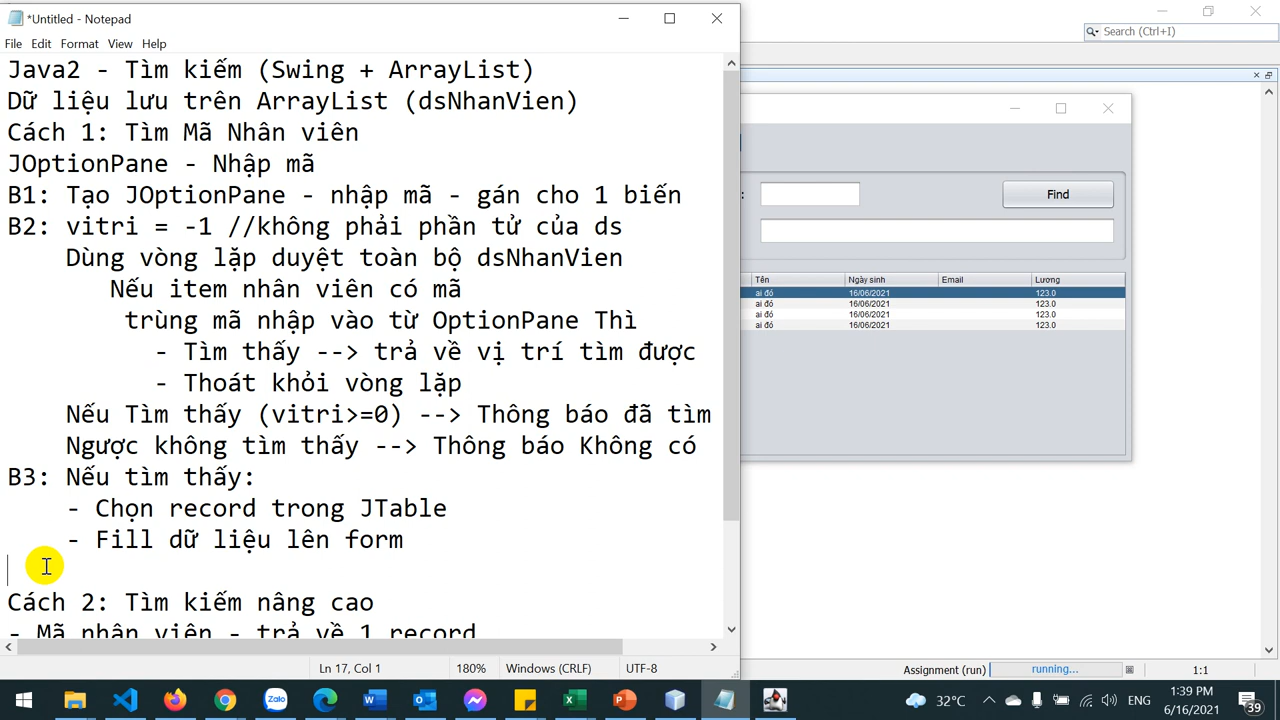 *Untitled - Notepad
File Edit Format View Help
Java2 - Tìm kiếm (Swing + ArrayList)
Dữ liệu lưu trên ArrayList (dsNhanVien)
Cách 1: Tìm Mã Nhân viên
JOptionPane - Nhập mã
B1: Tạo JOptionPane - nhập mã - gán cho 1 biến
B2: vitri = -1 //không phải phần tử của ds
Dùng vòng lặp duyệt toàn bộ dsNhanVien
Nếu item nhân viên có mã
trùng mã nhập vào từ OptionPane Thì
- Tìm thấy --> trả về vị trí tìm được
- Thoát khỏi vòng lặp
Nếu Tìm thấy (vitri>=0) --> Thông báo đã tìm
Ngược không tìm thấy --> Thông báo Không có
B3: Nếu tìm thấy:
- Chọn record trong JTable
- Fill dữ liệu lên form
Cách 2: Tìm kiếm nâng cao
- Mã nhân viên - trả về 1 record
Ln 17, Col 1 180% Windows (CRLF) UTF-8
Search (Ctrl+I)
: Find
Tên Ngày sinh Email Lương
ai đó 16/06/2021 123.0
ai đó 16/06/2021 123.0
ai đó 16/06/2021 123.0
ai đó 16/06/2021 123.0
Assignment (run) running... 1:1
Zalo
32°C ENG 1:39 PM
6/16/2021 39